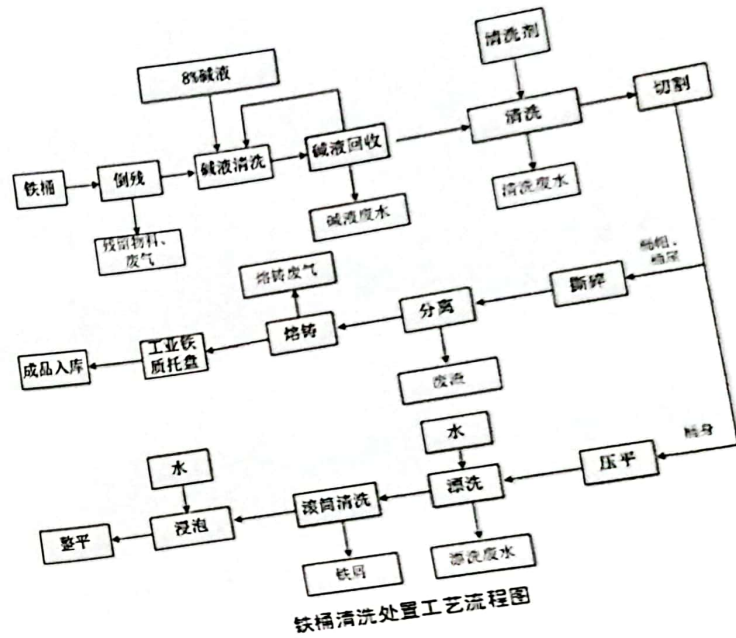 清洗剂
8%碱液
切割
清洗
碱液回收
碱液清洗
倒残
铁桶
清洗废水
碱液废水
残留物料、
废气
桶帽、
桶底
熔铸废气
撕碎
分离
熔铸
工业铁
质托盘
成品入库
废渣
水
桶身
压平
水
漂洗
滚筒清洗
浸泡
整平
漂洗废水
铁屑
铁桶清洗处置工艺流程图